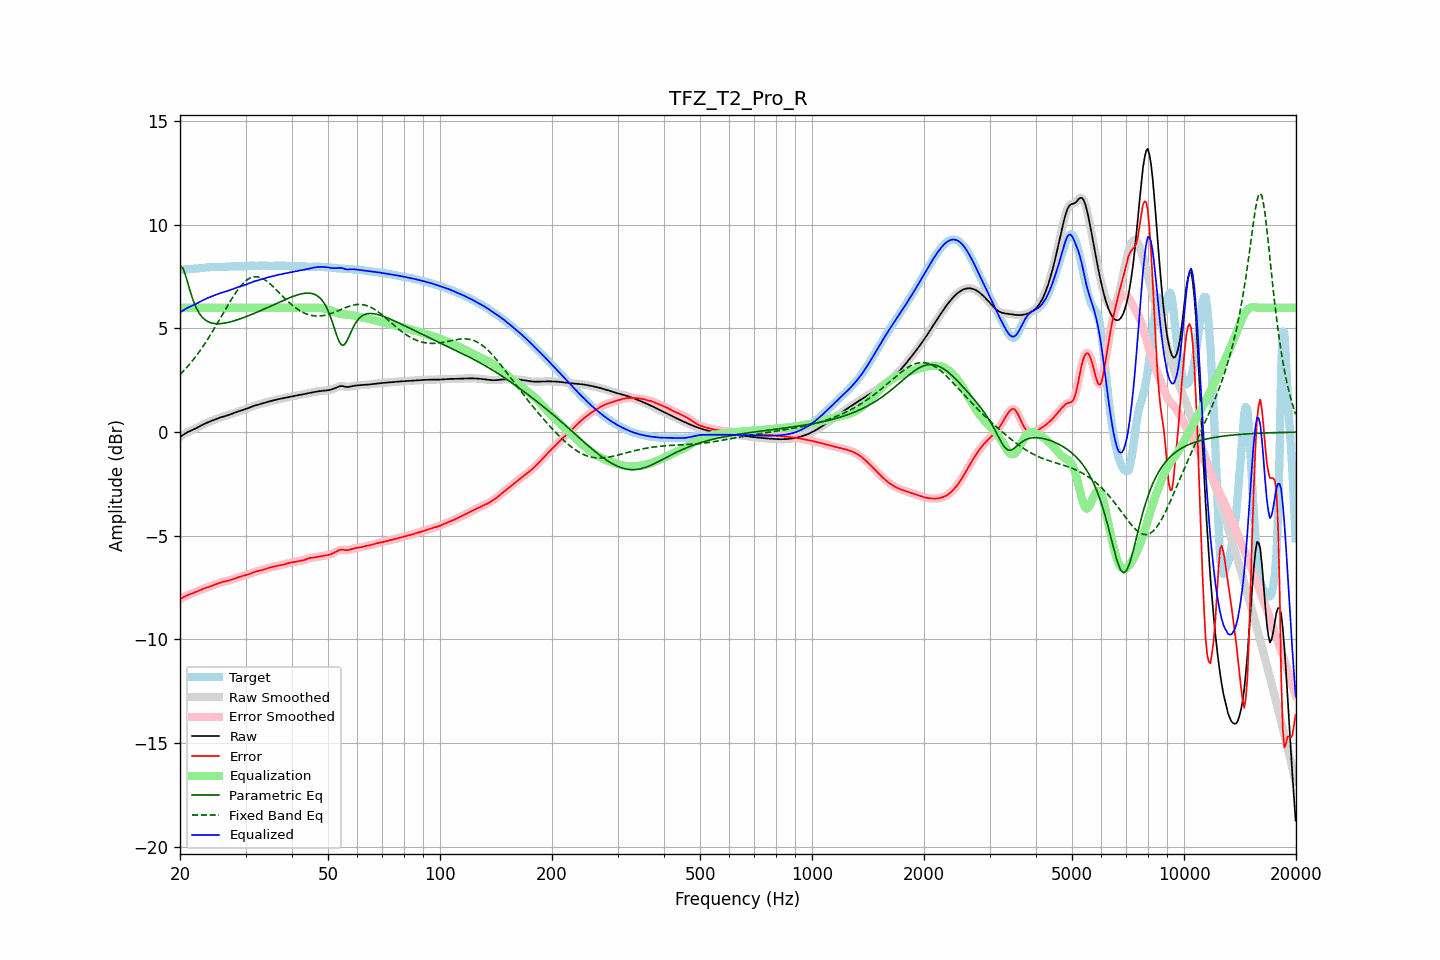 TFZ_T2_Pro_R
15
10
5
0
−5
−10
−15
−20
Amplitude (dBr)
Target
Raw Smoothed
Error Smoothed
Raw
Error
Equalization
Parametric Eq
Fixed Band Eq
Equalized
20 50 100 200 500 1000 2000 5000 10000 20000
Frequency (Hz)